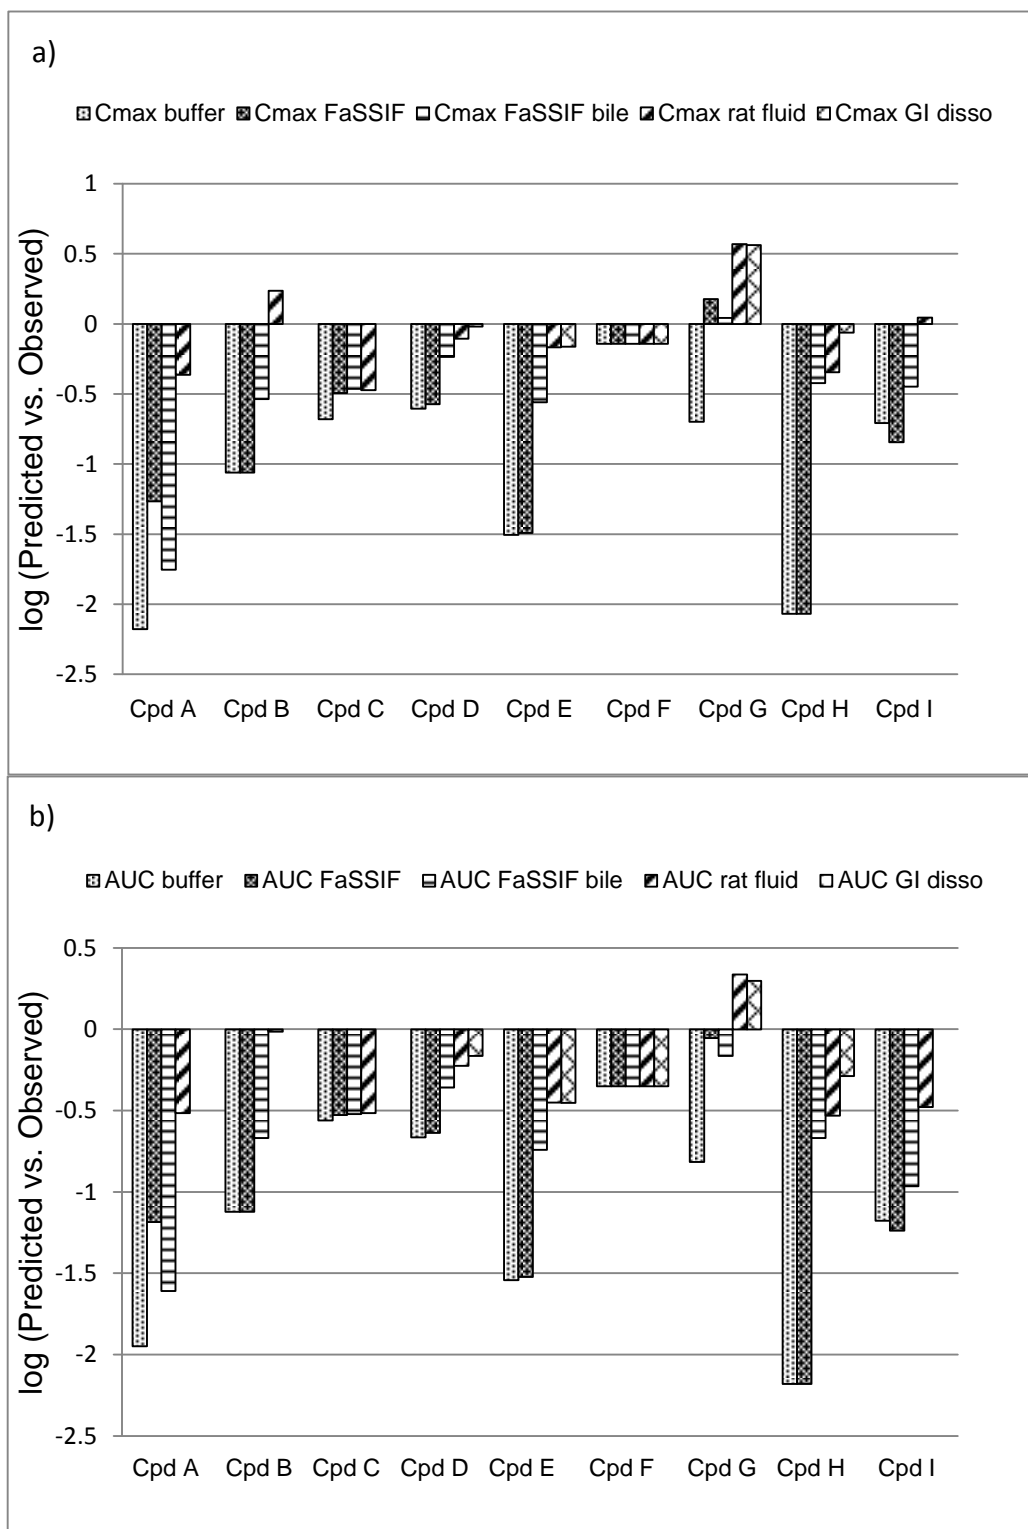 a)
Cmax buffer Cmax FaSSIF Cmax FaSSIF bile Cmax rat fluid Cmax GI disso
log (Predicted vs. Observed)
1
0.5
0
-0.5
-1
-1.5
-2
-2.5
Cpd A Cpd B Cpd C Cpd D Cpd E Cpd F Cpd G Cpd H Cpd I
b)
AUC buffer AUC FaSSIF AUC FaSSIF bile AUC rat fluid AUC GI disso
log (Predicted vs. Observed)
0.5
0
-0.5
-1
-1.5
-2
-2.5
Cpd A Cpd B Cpd C Cpd D Cpd E Cpd F Cpd G Cpd H Cpd I